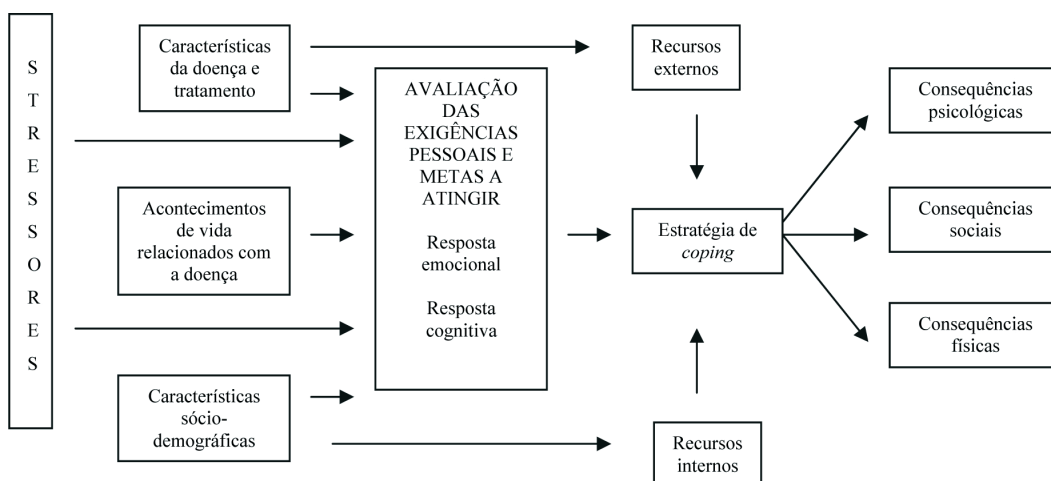 STRESSORES
Características
da doença e
tratamento
Acontecimentos
de vida
relacionados com
a doença
Características
sócio-
demográficas
AVALIAÇÃO
DAS
EXIGÊNCIAS
PESSOAIS E
METAS A
ATINGIR
Resposta
emocional
Resposta
cognitiva
Recursos
externos
Estratégia de
coping
Recursos
internos
Consequências
psicológicas
Consequências
sociais
Consequências
físicas